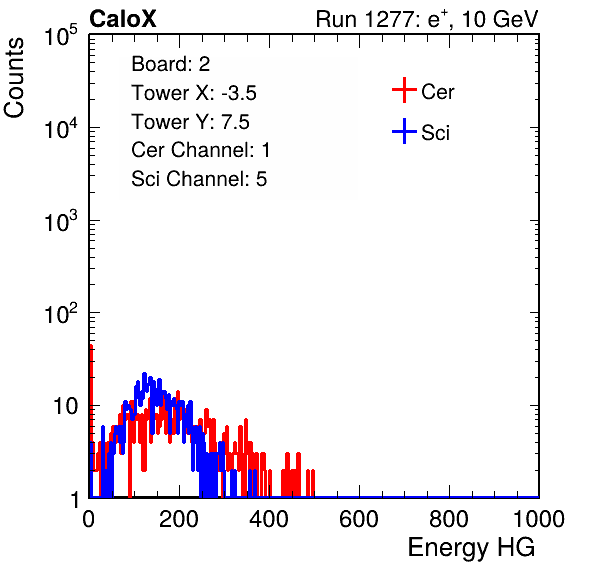 CaloX Run 1277: e⁺, 10 GeV
Counts
10⁵
10⁴
10³
10²
10
1
Board: 2
Tower X: -3.5
Tower Y: 7.5
Cer Channel: 1
Sci Channel: 5
Cer
Sci
0 200 400 600 800 1000
Energy HG